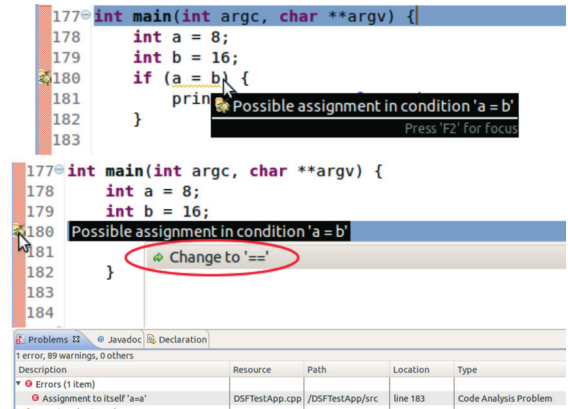 177 int main(int argc, char **argv) {
178 int a = 8;
179 int b = 16;
180 if (a = b) {
181 prin
Possible assignment in condition 'a = b'
Press 'F2' for focus
182 }
183
177 int main(int argc, char **argv) {
178 int a = 8;
179 int b = 16;
180 Possible assignment in condition 'a = b'
181 Change to '=='
182 }
183
184
Problems Javadoc Declaration
1 error, 89 warnings, 0 others
Description Resource Path Location Type
Errors (1 item)
Assignment to itself 'a=a' DSFTestApp.cpp /DSFTestApp/src line 183 Code Analysis Problem